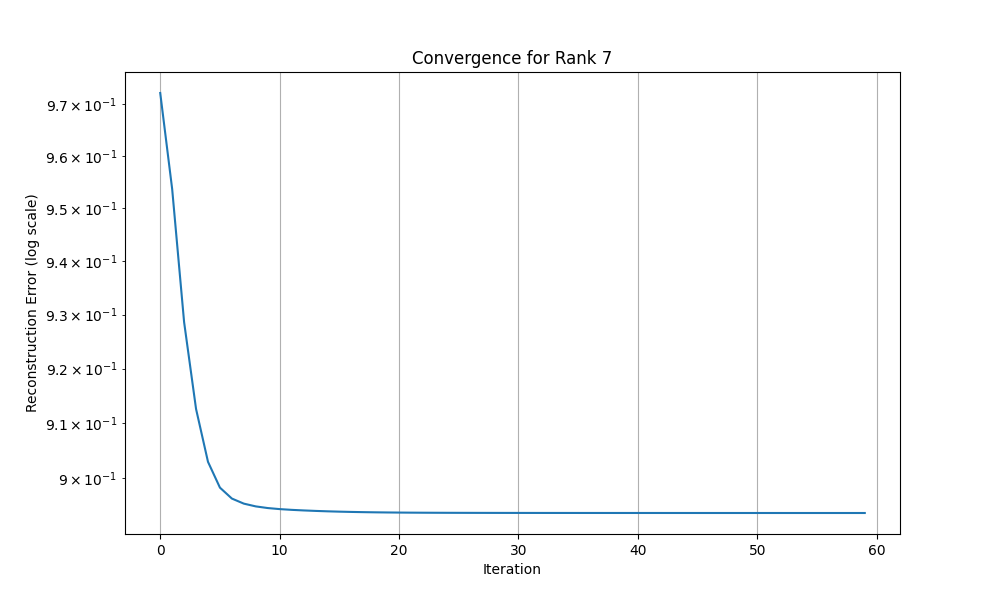 Convergence for Rank 7
Reconstruction Error (log scale)
9.7 × 10⁻¹
9.6 × 10⁻¹
9.5 × 10⁻¹
9.4 × 10⁻¹
9.3 × 10⁻¹
9.2 × 10⁻¹
9.1 × 10⁻¹
9 × 10⁻¹
0 10 20 30 40 50 60
Iteration